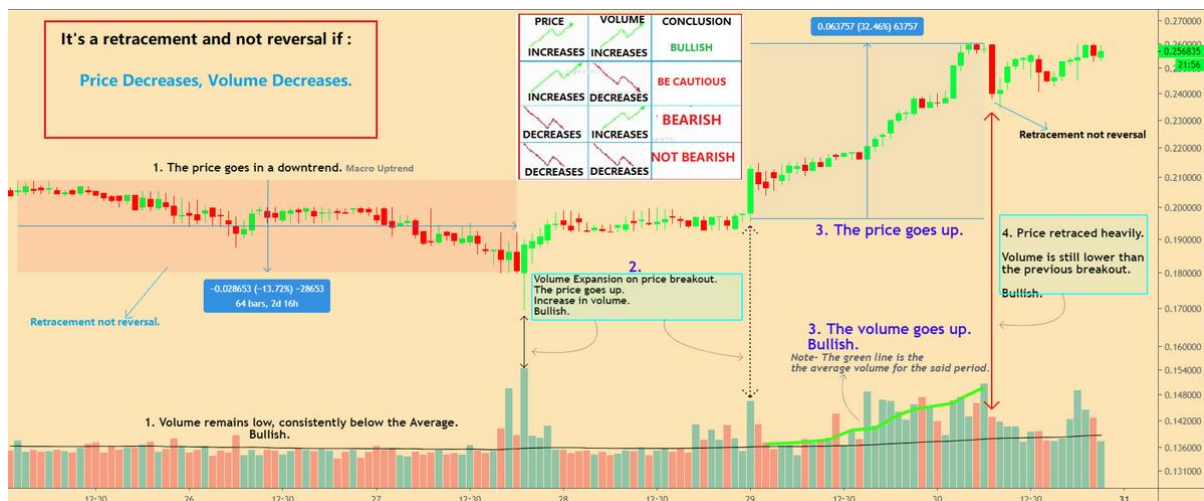 It's a retracement and not reversal if :
Price Decreases, Volume Decreases.
PRICE VOLUME CONCLUSION
INCREASES INCREASES BULLISH
INCREASES DECREASES BE CAUTIOUS
DECREASES INCREASES BEARISH
DECREASES DECREASES NOT BEARISH
0.063757 (32.46%) 63757
1. The price goes in a downtrend. Macro Uptrend
-0.028653 (-13.72%) -28653
64 bars, 2d 16h
Retracement not reversal.
2.
Volume Expansion on price breakout.
The price goes up.
Increase in volume.
Bullish.
3. The price goes up.
Retracement not reversal
4. Price retraced heavily.
Volume is still lower than
the previous breakout.
Bullish.
3. The volume goes up.
Bullish.
Note- The green line is the
the average volume for the said period.
1. Volume remains low, consistently below the Average.
Bullish.
0.270000
0.260000
0.256835
21:56
0.240000
0.230000
0.220000
0.210000
0.200000
0.190000
0.180000
0.170000
0.160000
0.154000
0.148000
0.142000
0.136000
0.131000
12:30 26 12:30 27 12:30 28 12:30 29 12:30 30 12:30 31